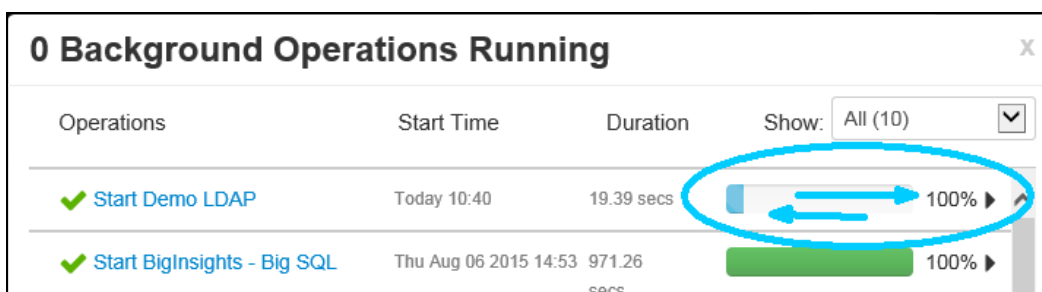 0 Background Operations Running x
Operations Start Time Duration Show: All (10)
Start Demo LDAP Today 10:40 19.39 secs 100%
Start BigInsights - Big SQL Thu Aug 06 2015 14:53 971.26 100%
secs